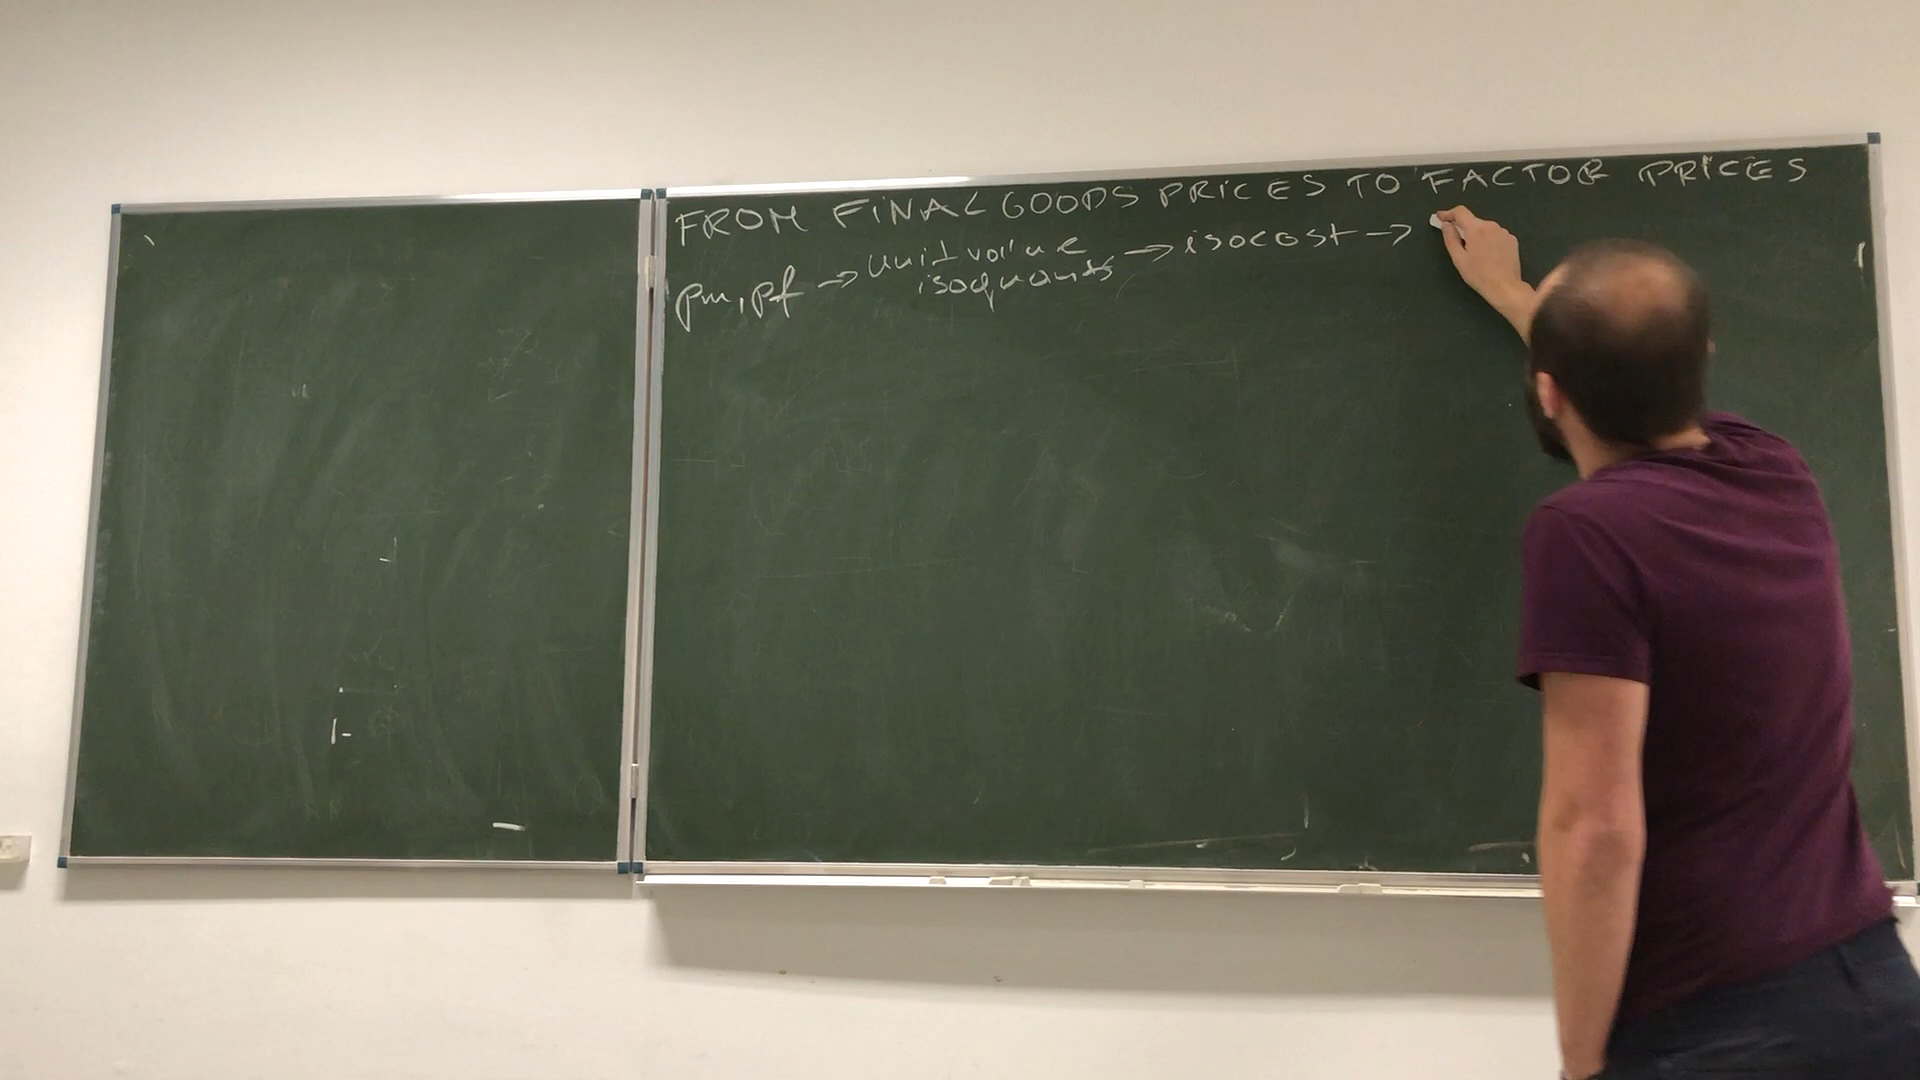 FROM FINAL GOODS PRICES TO FACTOR PRICES
pm, pf → unit value isoquants → isocost →